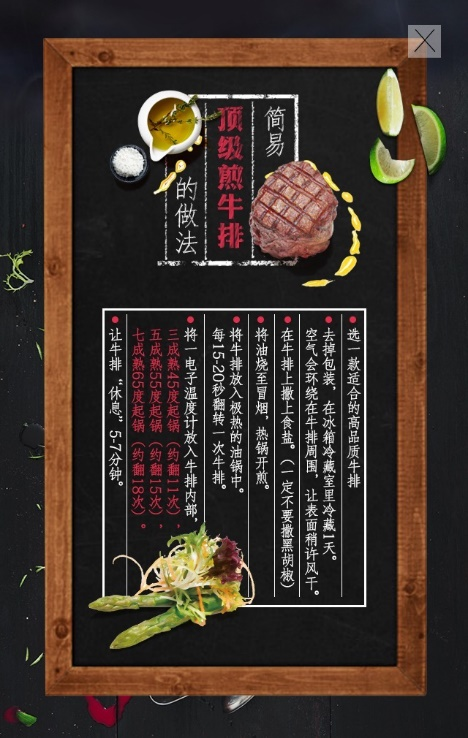 简易
顶级煎牛排
的做法
选一款适合的高品质牛排
去掉包装，在冰箱冷藏室里冷藏1天。
空气会环绕在牛排周围，让表面稍许风干。
在牛排上撒上食盐。（一定不要撒黑胡椒）
将油烧至冒烟，热锅开煎。
将牛排放入极热的油锅中。
每15-20秒翻转一次牛排。
将一电子温度计放入牛排内部，
三成熟45度起锅（约翻11次），
五成熟55度起锅（约翻15次），
七成熟65度起锅（约翻18次）。
让牛排“休息”5-7分钟。